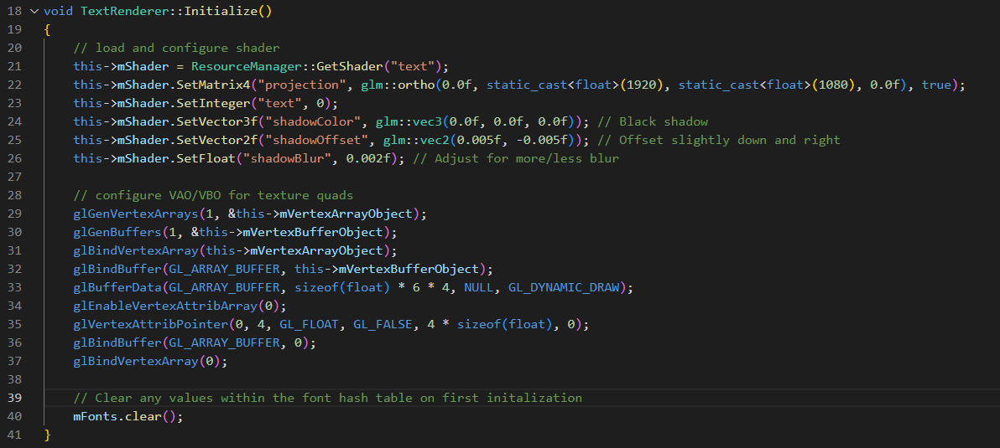 18 void TextRenderer::Initialize()
19 {
20     // load and configure shader
21     this->mShader = ResourceManager::GetShader("text");
22     this->mShader.SetMatrix4("projection", glm::ortho(0.0f, static_cast<float>(1920), static_cast<float>(1080), 0.0f), true);
23     this->mShader.SetInteger("text", 0);
24     this->mShader.SetVector3f("shadowColor", glm::vec3(0.0f, 0.0f, 0.0f)); // Black shadow
25     this->mShader.SetVector2f("shadowOffset", glm::vec2(0.005f, -0.005f)); // Offset slightly down and right
26     this->mShader.SetFloat("shadowBlur", 0.002f); // Adjust for more/less blur
27
28     // configure VAO/VBO for texture quads
29     glGenVertexArrays(1, &this->mVertexArrayObject);
30     glGenBuffers(1, &this->mVertexBufferObject);
31     glBindVertexArray(this->mVertexArrayObject);
32     glBindBuffer(GL_ARRAY_BUFFER, this->mVertexBufferObject);
33     glBufferData(GL_ARRAY_BUFFER, sizeof(float) * 6 * 4, NULL, GL_DYNAMIC_DRAW);
34     glEnableVertexAttribArray(0);
35     glVertexAttribPointer(0, 4, GL_FLOAT, GL_FALSE, 4 * sizeof(float), 0);
36     glBindBuffer(GL_ARRAY_BUFFER, 0);
37     glBindVertexArray(0);
38
39     // Clear any values within the font hash table on first initalization
40     mFonts.clear();
41 }